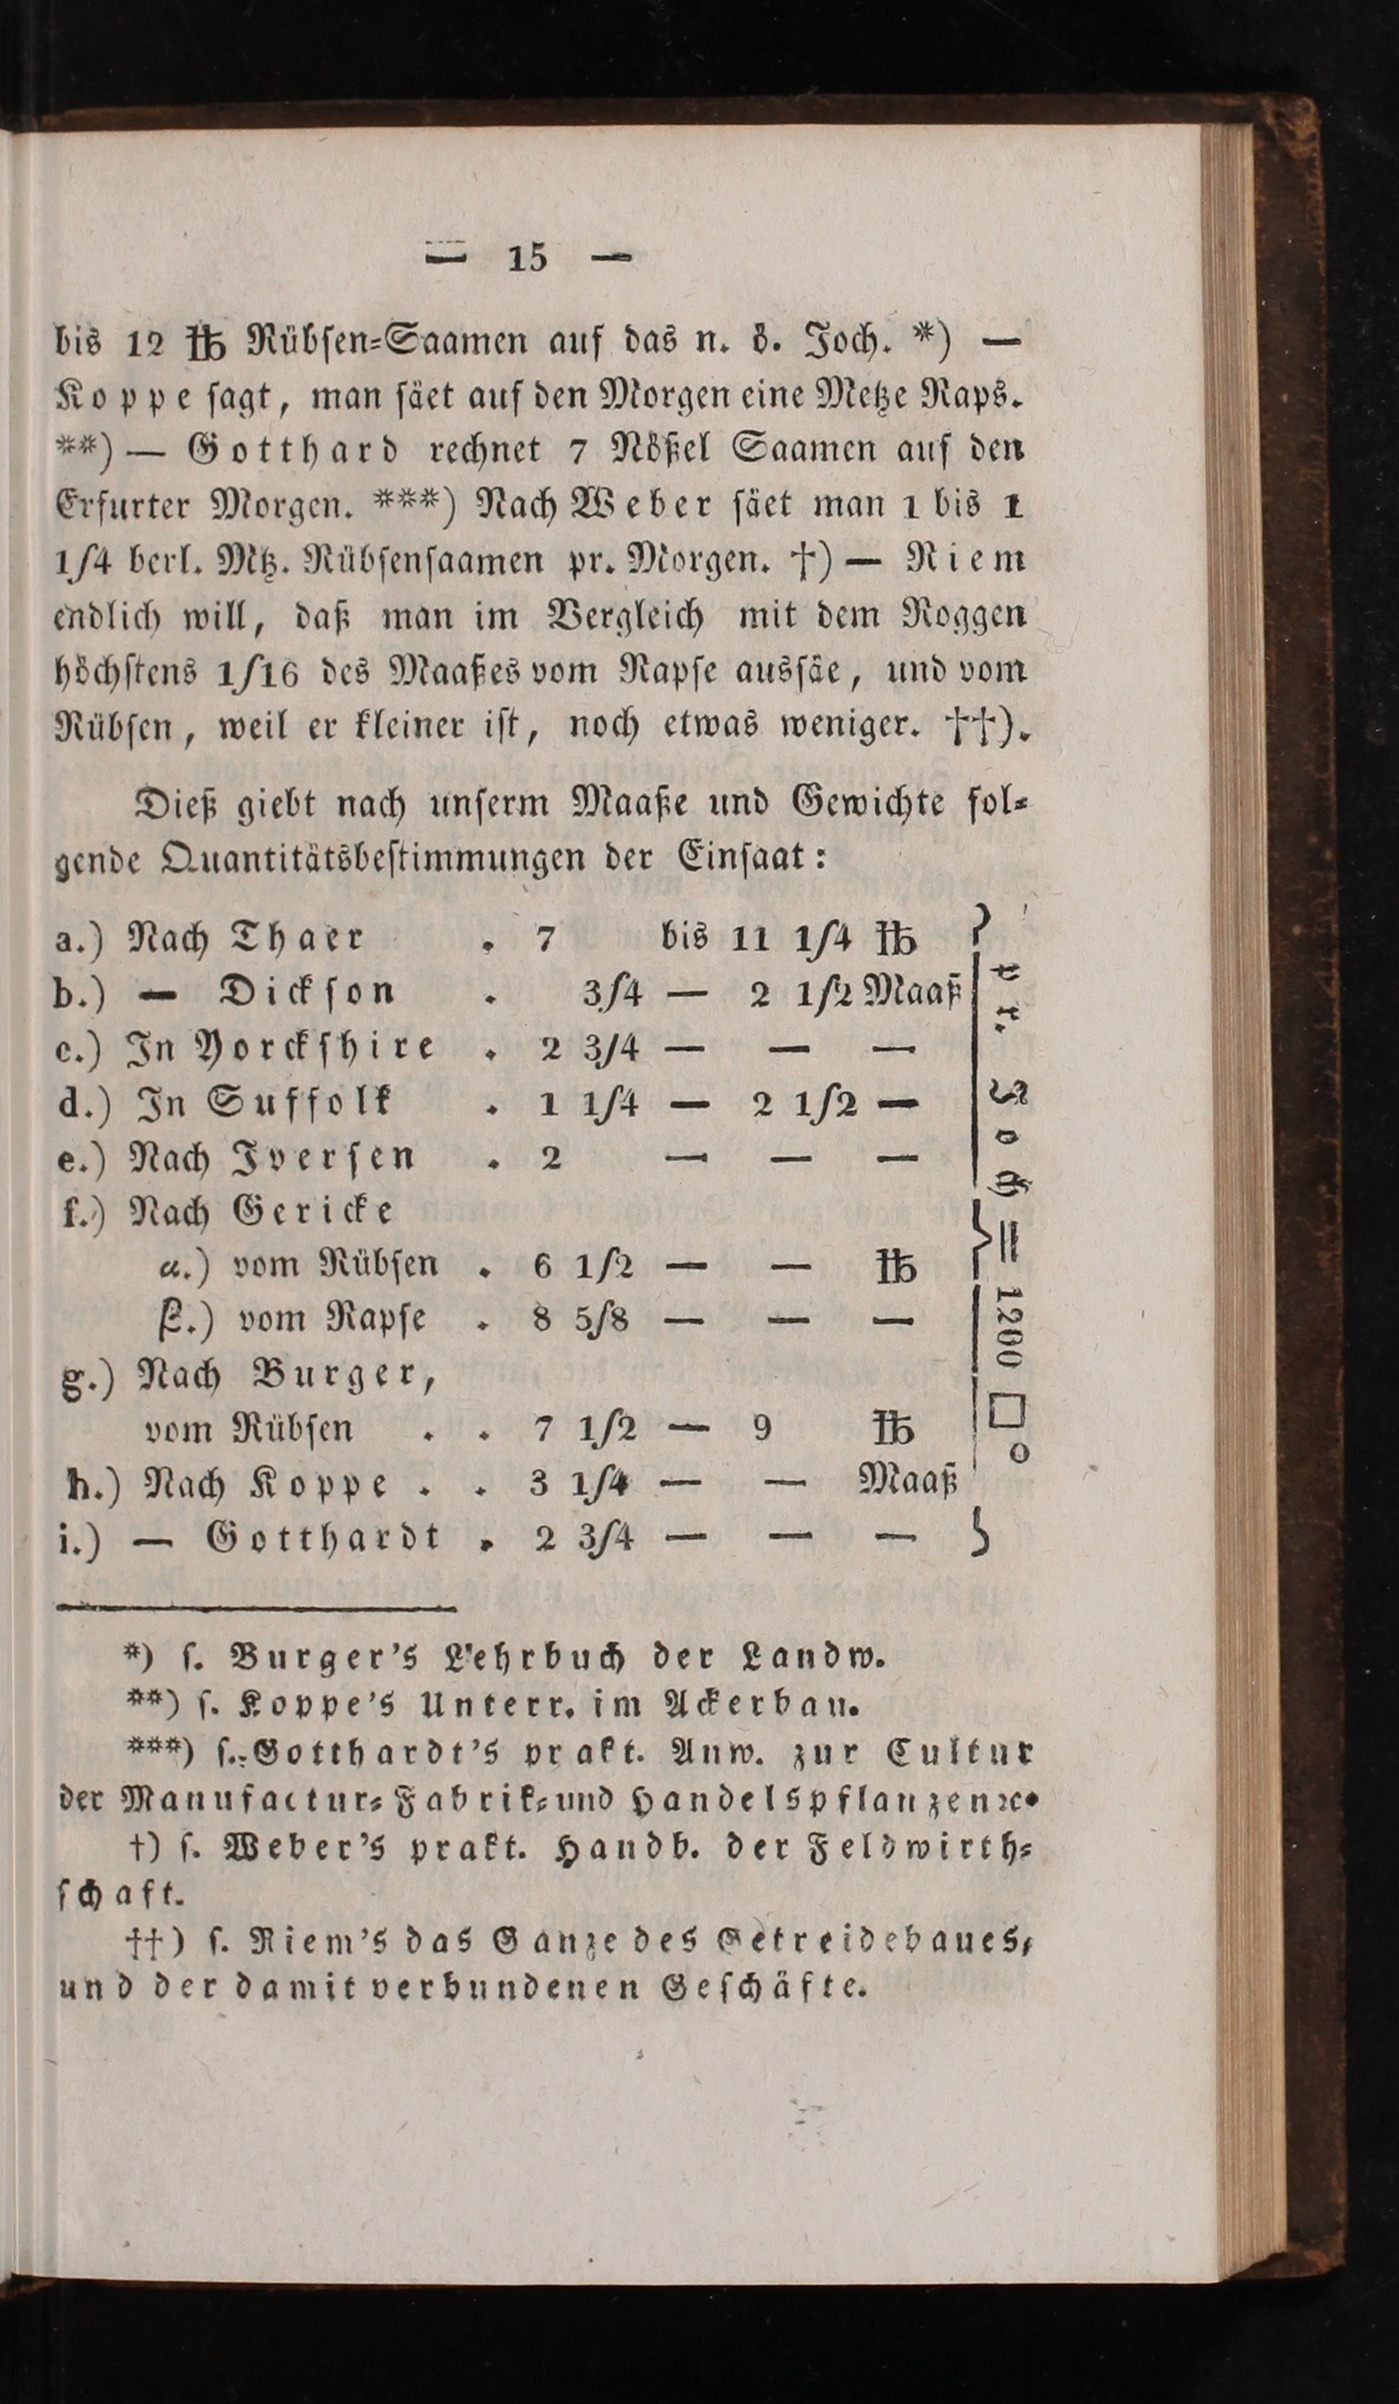 — 15 —
bis 12 ℔ Rübſen-Saamen auf das n. ö. Joch. *) —
Koppe ſagt, man ſäet auf den Morgen eine Metze Raps.
**) — Gotthard rechnet 7 Nößel Saamen auf den
Erfurter Morgen. ***) Nach Weber ſäet man 1 bis 1
1/4 berl. Mtz. Rübſenſaamen pr. Morgen. †) — Riem
endlich will, daß man im Vergleich mit dem Roggen
höchſtens 1/16 des Maaßes vom Rapſe ausſäe, und vom
Rübſen, weil er kleiner iſt, noch etwas weniger. ††).
Dieß giebt nach unſerm Maaße und Gewichte fol-
gende Quantitätsbeſtimmungen der Einſaat:
a.) Nach Thaer . 7 bis 11 1/4 ℔
b.) — Dickſon . 3/4 — 2 1/2 Maaß
c.) In Yorckſhire . 2 3/4 — — —
d.) In Suffolk . 1 1/4 — 2 1/2 —
e.) Nach Iverſen . 2 — — —
f.) Nach Gericke
α.) vom Rübſen . 6 1/2 — — ℔
β.) vom Rapſe . 8 5/8 — — —
g.) Nach Burger,
vom Rübſen . . 7 1/2 — 9 ℔
h.) Nach Koppe . . 3 1/4 — — Maaß
i.) — Gotthardt . 2 3/4 — — —
pr. Joch = 1200 □°
*) ſ. Burger's Lehrbuch der Landw.
**) ſ. Koppe's Unterr. im Ackerbau.
***) ſ. Gotthardt's prakt. Anw. zur Cultur
der Manufactur- Fabrik- und Handelspflanzen ꝛc.
†) ſ. Weber's prakt. Handb. der Feldwirth-
ſchaft.
††) ſ. Riem's das Ganze des Getreidebaues,
und der damit verbundenen Geſchäfte.